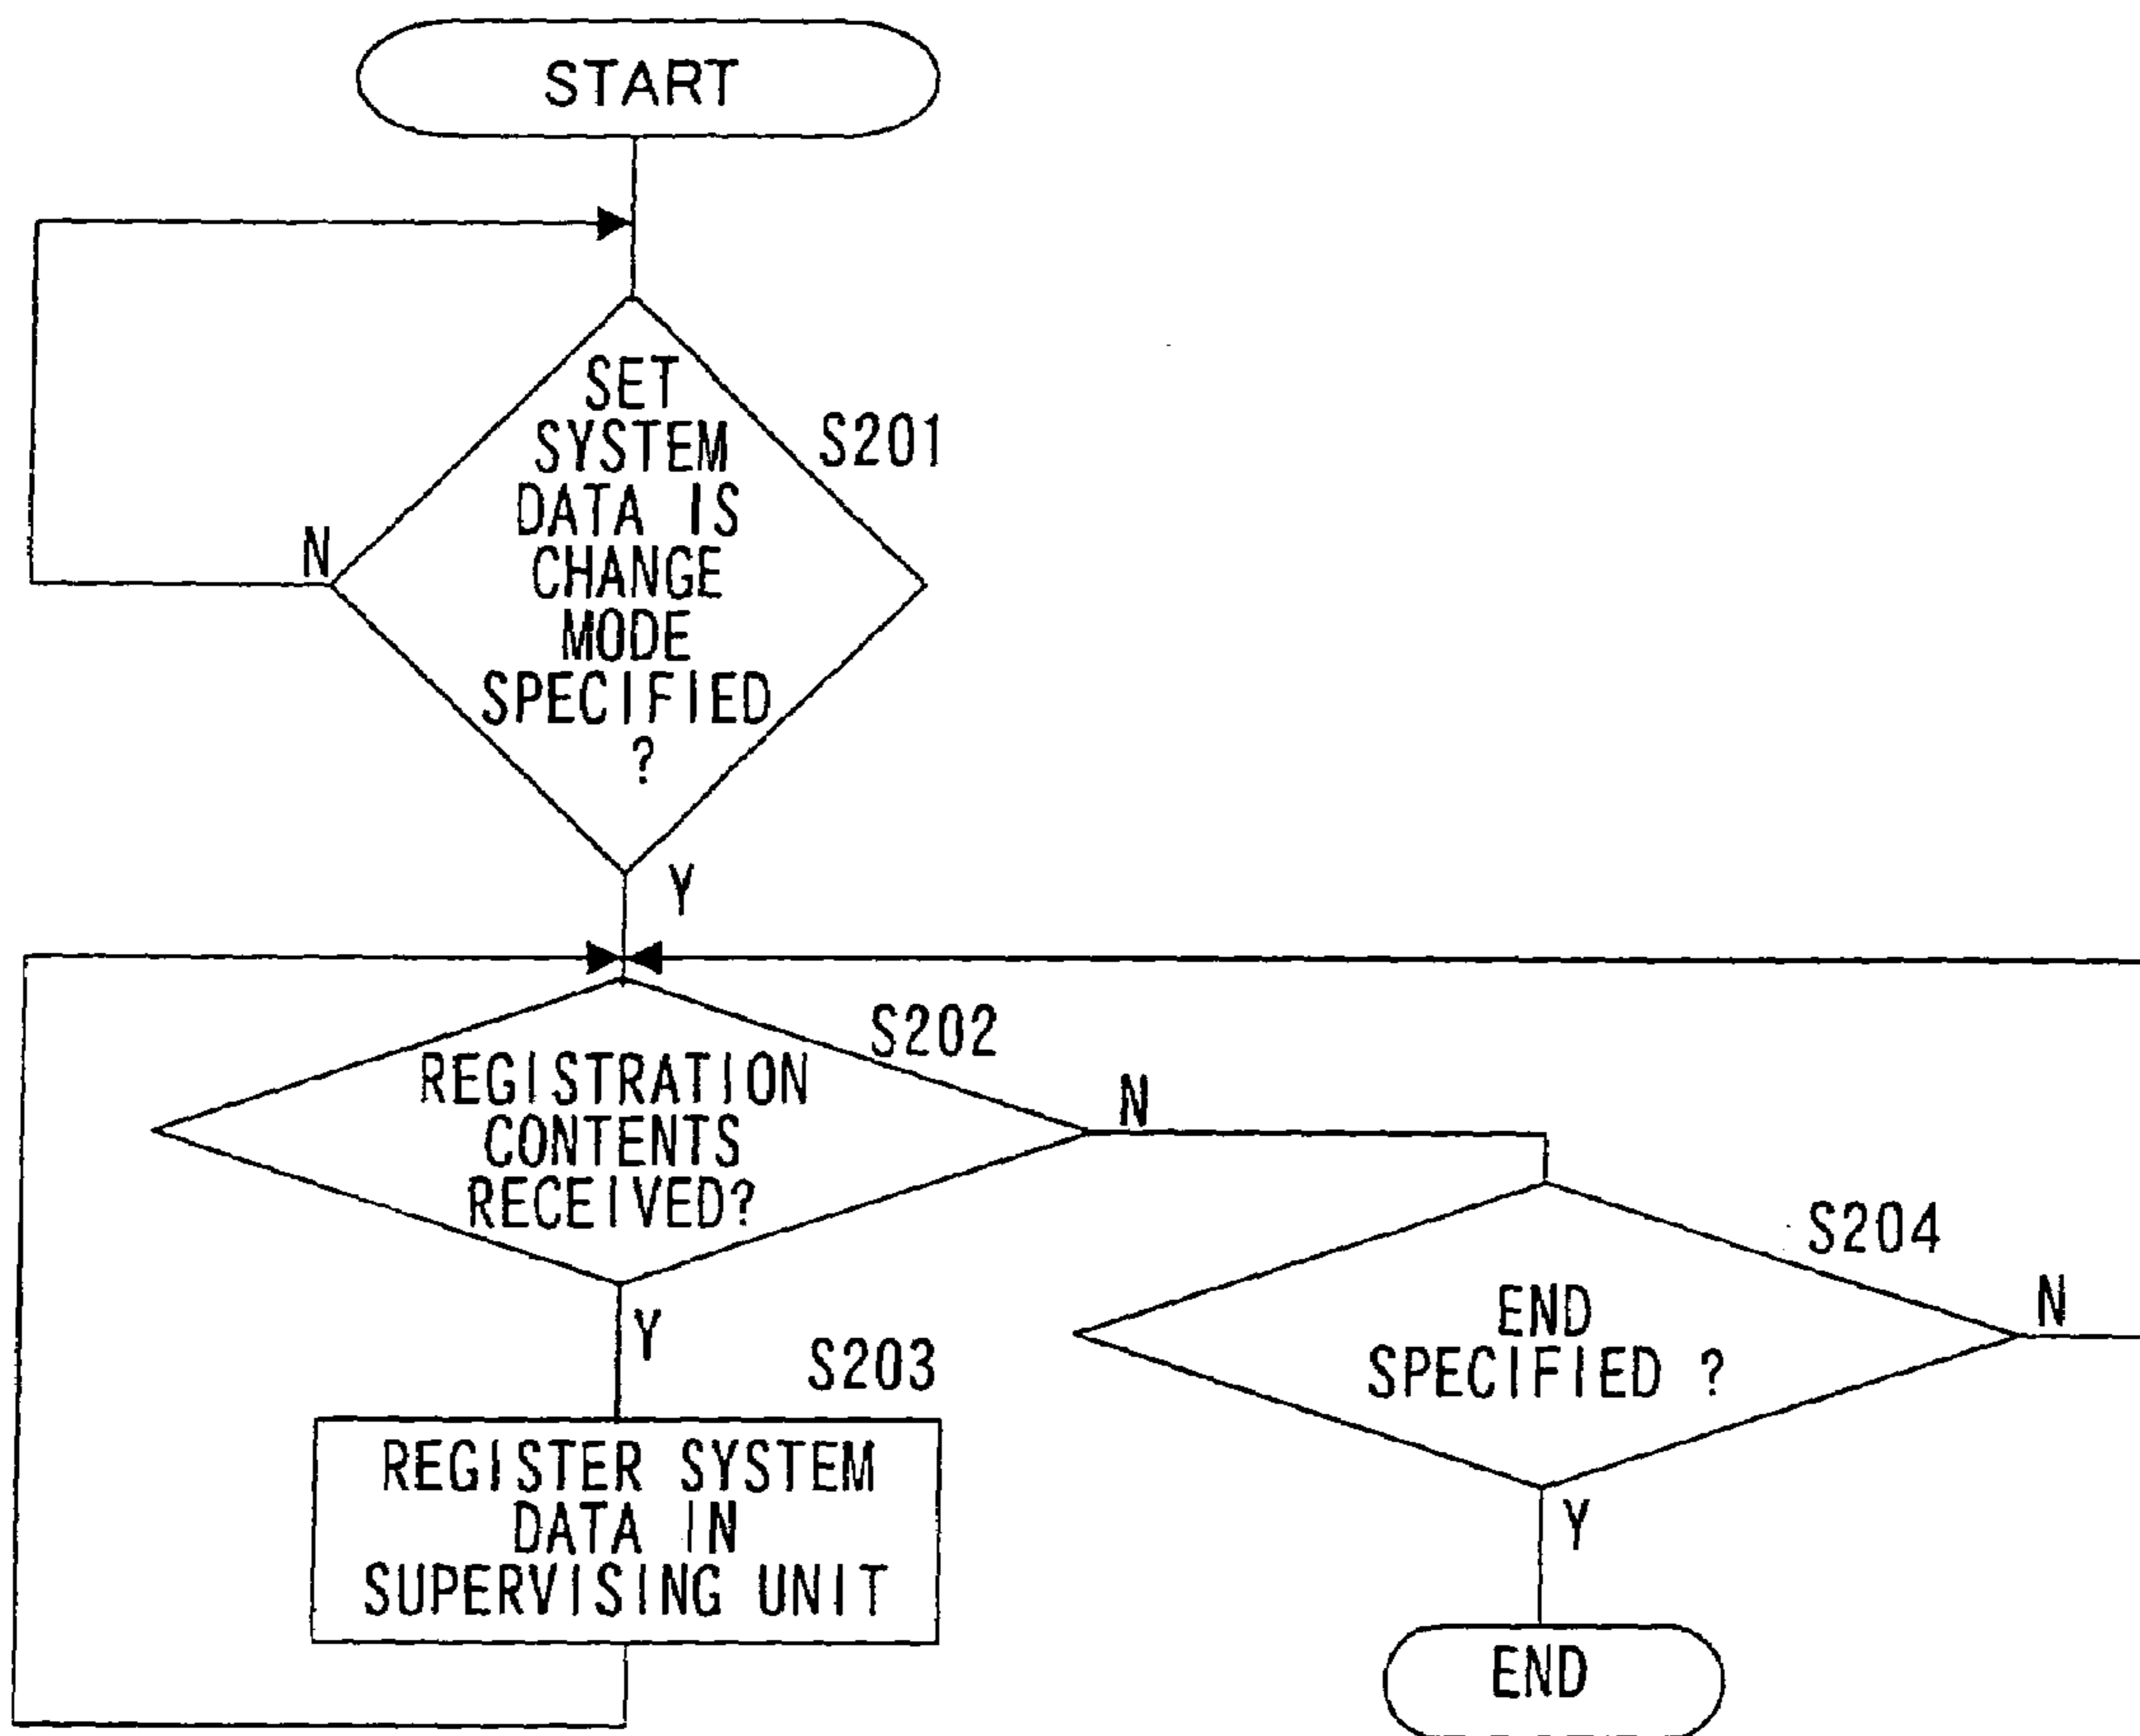 START
SET
SYSTEM
DATA IS
CHANGE
MODE
SPECIFIED
?
S201
N
Y
S202
REGISTRATION
CONTENTS
RECEIVED?
N
Y
S203
REGISTER SYSTEM
DATA IN
SUPERVISING UNIT
S204
END
SPECIFIED ?
N
Y
END